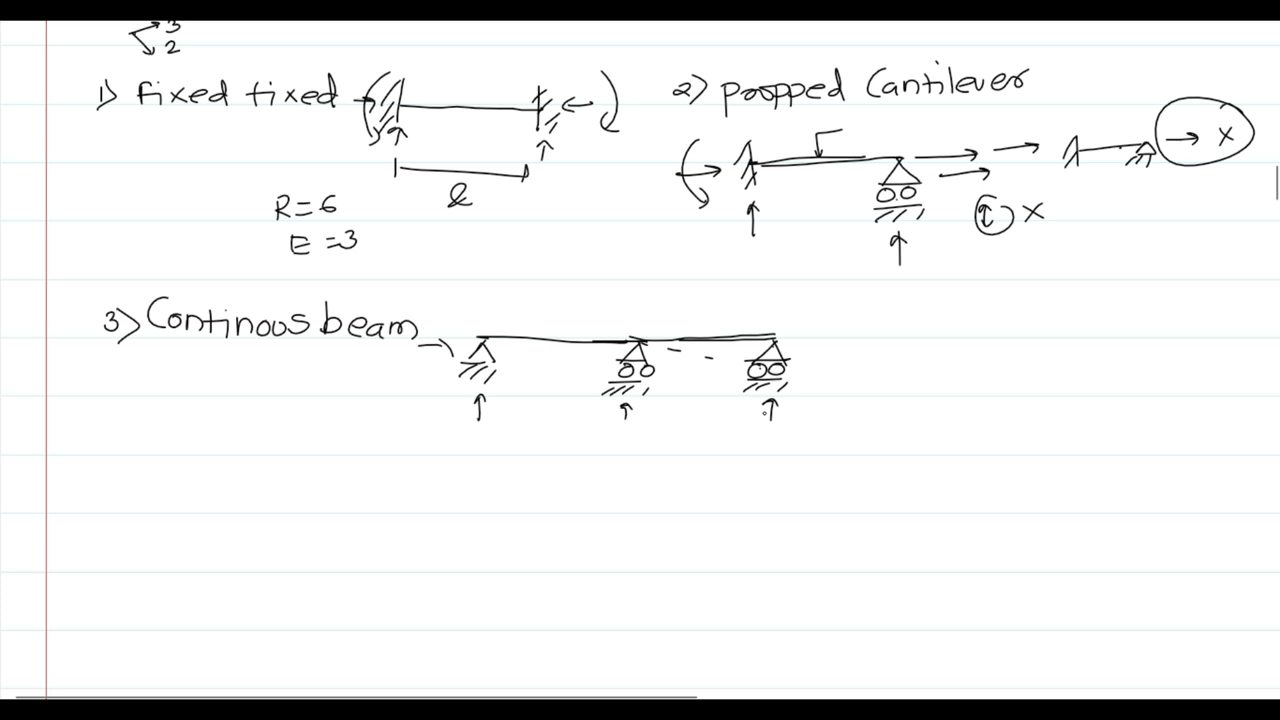 3
2
1) Fixed fixed
2) propped Cantilever
x
l
R=6
E=3
x
3) Continous beam